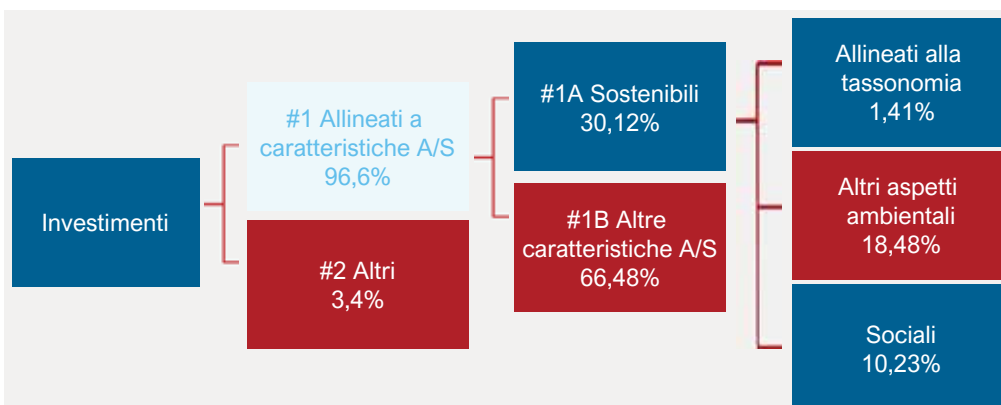 Investimenti
#1 Allineati a
caratteristiche A/S
96,6%
#2 Altri
3,4%
#1A Sostenibili
30,12%
#1B Altre
caratteristiche A/S
66,48%
Allineati alla
tassonomia
1,41%
Altri aspetti
ambientali
18,48%
Sociali
10,23%